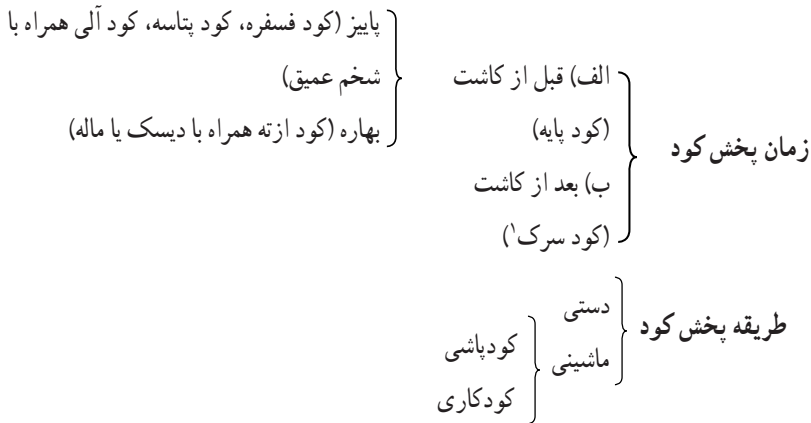 زمان پخش کود
الف) قبل از کاشت
(کود پایه)
پاییز (کود فسفره، کود پتاسه، کود آلی همراه با
شخم عمیق)
بهاره (کود ازته همراه با دیسک یا ماله)
ب) بعد از کاشت
(کود سرک۱)
طریقه پخش کود
دستی
ماشینی
کودپاشی
کودکاری